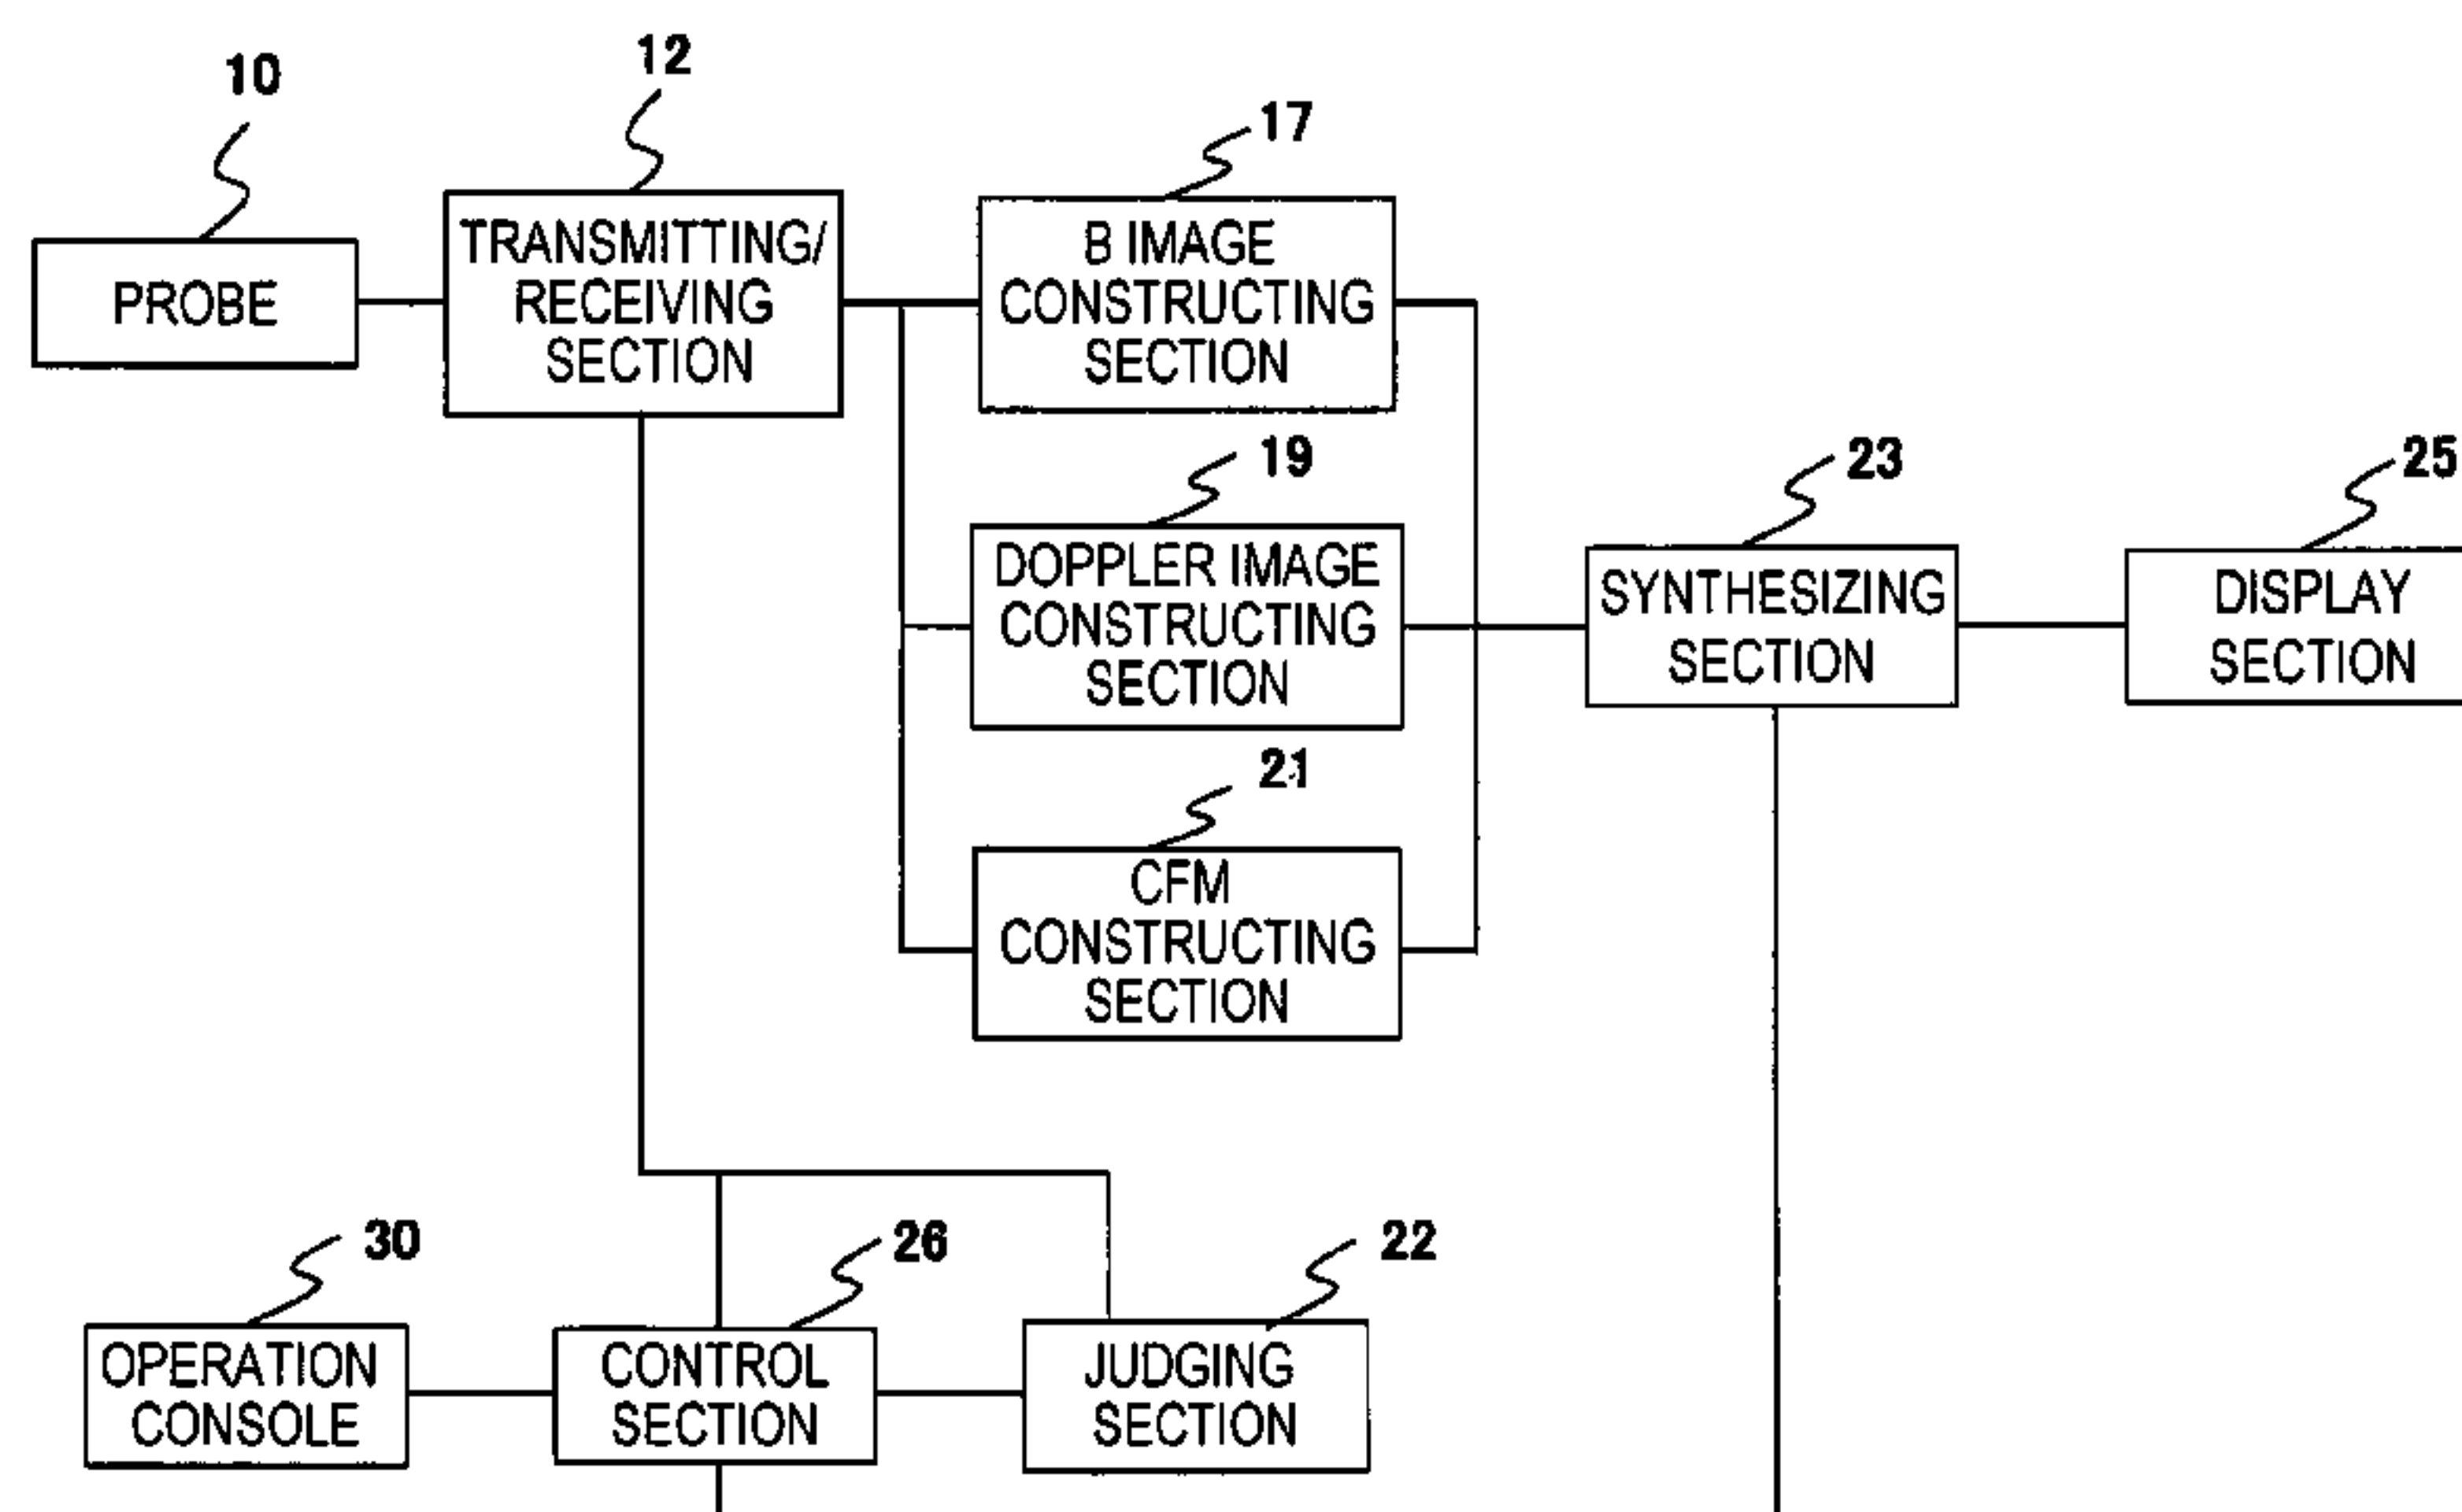 10
12
17
PROBE
TRANSMITTING/
RECEIVING
SECTION
B IMAGE
CONSTRUCTING
SECTION
19
23
25
DOPPLER IMAGE
CONSTRUCTING
SECTION
SYNTHESIZING
SECTION
DISPLAY
SECTION
21
CFM
CONSTRUCTING
SECTION
30
26
22
OPERATION
CONSOLE
CONTROL
SECTION
JUDGING
SECTION